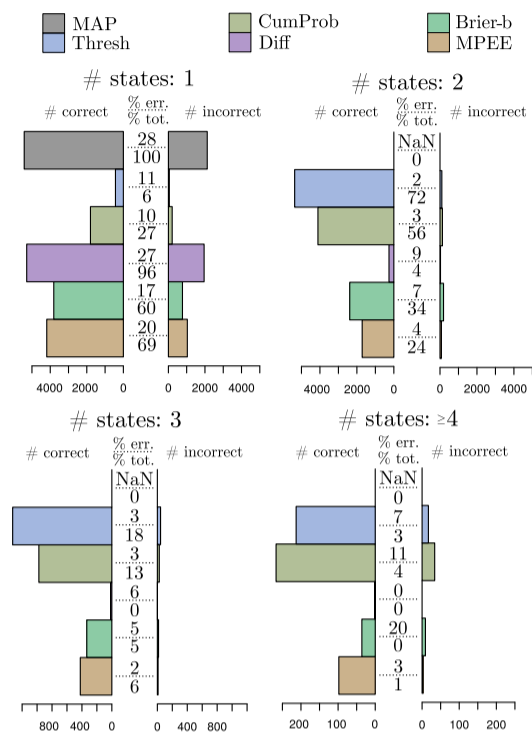 MAP CumProb Brier-b
Thresh Diff MPEE
# states: 1
# correct % err. # incorrect
% tot.
28
100
11
6
10
27
27
96
17
60
20
69
4000 2000 0 0 2000 4000
# states: 2
# correct % err. # incorrect
% tot.
NaN
0
2
72
3
56
9
4
7
34
4
24
4000 2000 0 0 2000 4000
# states: 3
# correct % err. # incorrect
% tot.
NaN
0
3
18
3
13
6
0
5
5
2
6
800 400 0 0 400 800
# states: ≥4
# correct % err. # incorrect
% tot.
NaN
0
7
3
11
4
0
0
20
0
3
1
200 100 0 0 100 200